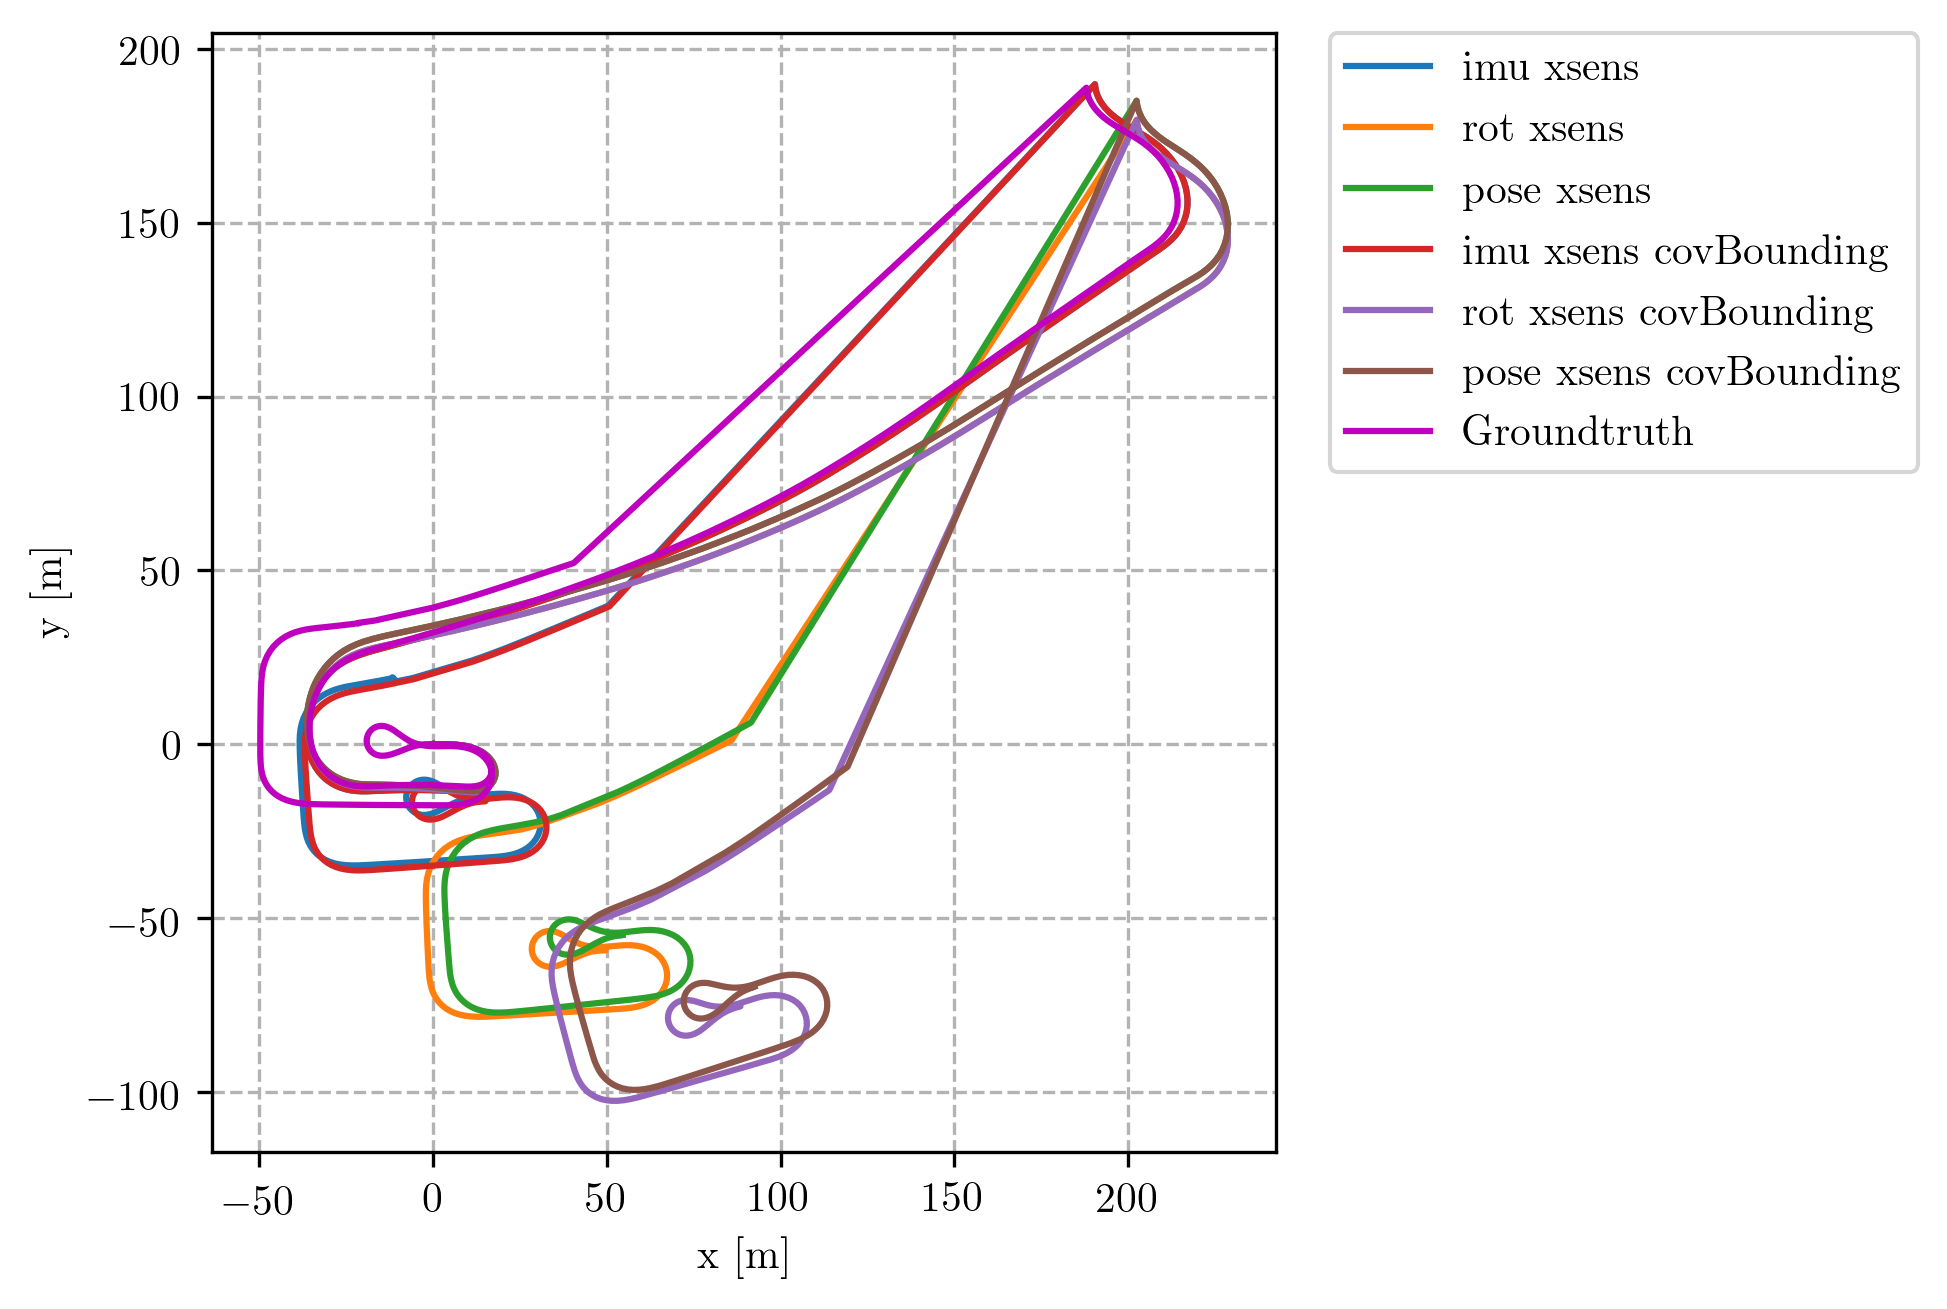 200
150
100
50
0
−50
−100
y [m]
−50
0
50
100
150
200
x [m]
imu xsens
rot xsens
pose xsens
imu xsens covBounding
rot xsens covBounding
pose xsens covBounding
Groundtruth